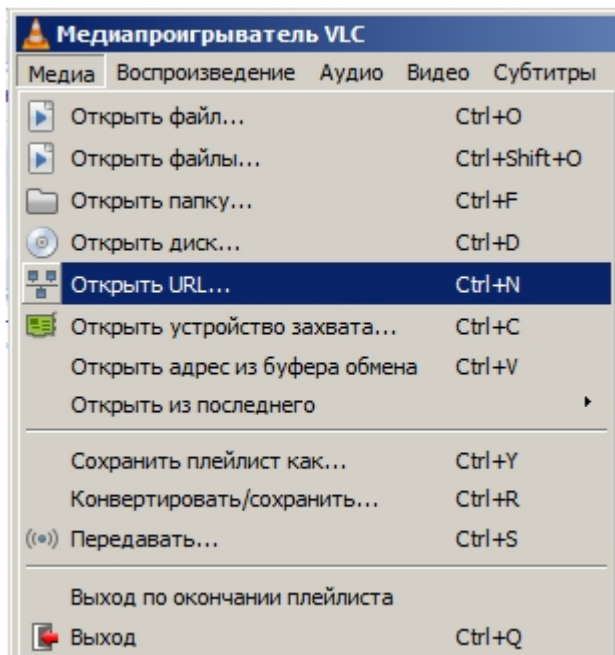 Медиапроигрыватель VLC
Медиа Воспроизведение Аудио Видео Субтитры
Открыть файл... Ctrl+O
Открыть файлы... Ctrl+Shift+O
Открыть папку... Ctrl+F
Открыть диск... Ctrl+D
Открыть URL... Ctrl+N
Открыть устройство захвата... Ctrl+C
Открыть адрес из буфера обмена Ctrl+V
Открыть из последнего
Сохранить плейлист как... Ctrl+Y
Конвертировать/сохранить... Ctrl+R
Передавать... Ctrl+S
Выход по окончании плейлиста
Выход Ctrl+Q